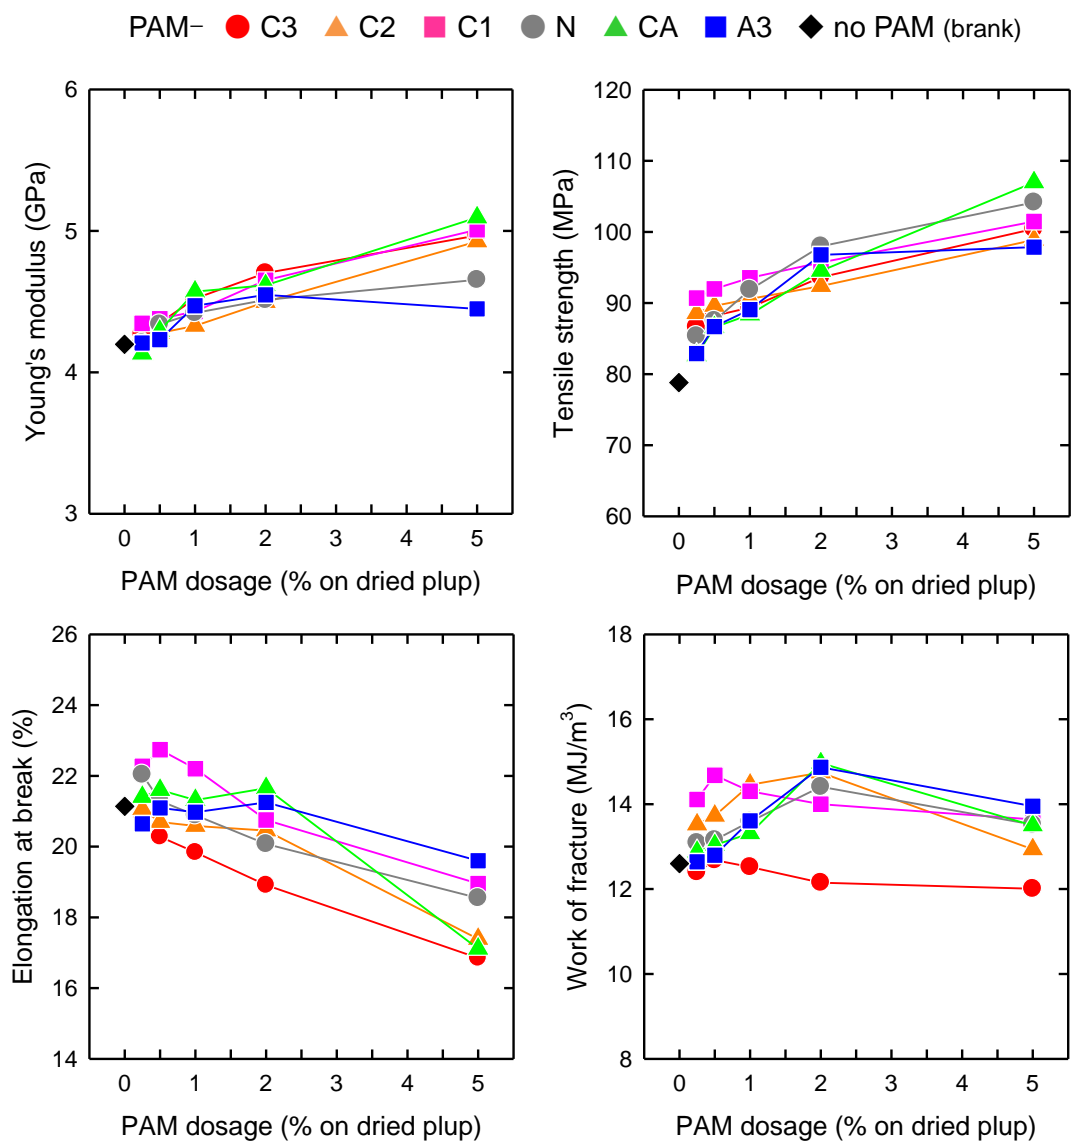 PAM– C3 C2 C1 N CA A3 no PAM (brank)
Young's modulus (GPa)
6
5
4
3
0 1 2 3 4 5
PAM dosage (% on dried plup)
Tensile strength (MPa)
120
110
100
90
80
70
60
0 1 2 3 4 5
PAM dosage (% on dried plup)
Elongation at break (%)
26
24
22
20
18
16
14
0 1 2 3 4 5
PAM dosage (% on dried plup)
Work of fracture (MJ/m³)
18
16
14
12
10
8
0 1 2 3 4 5
PAM dosage (% on dried plup)